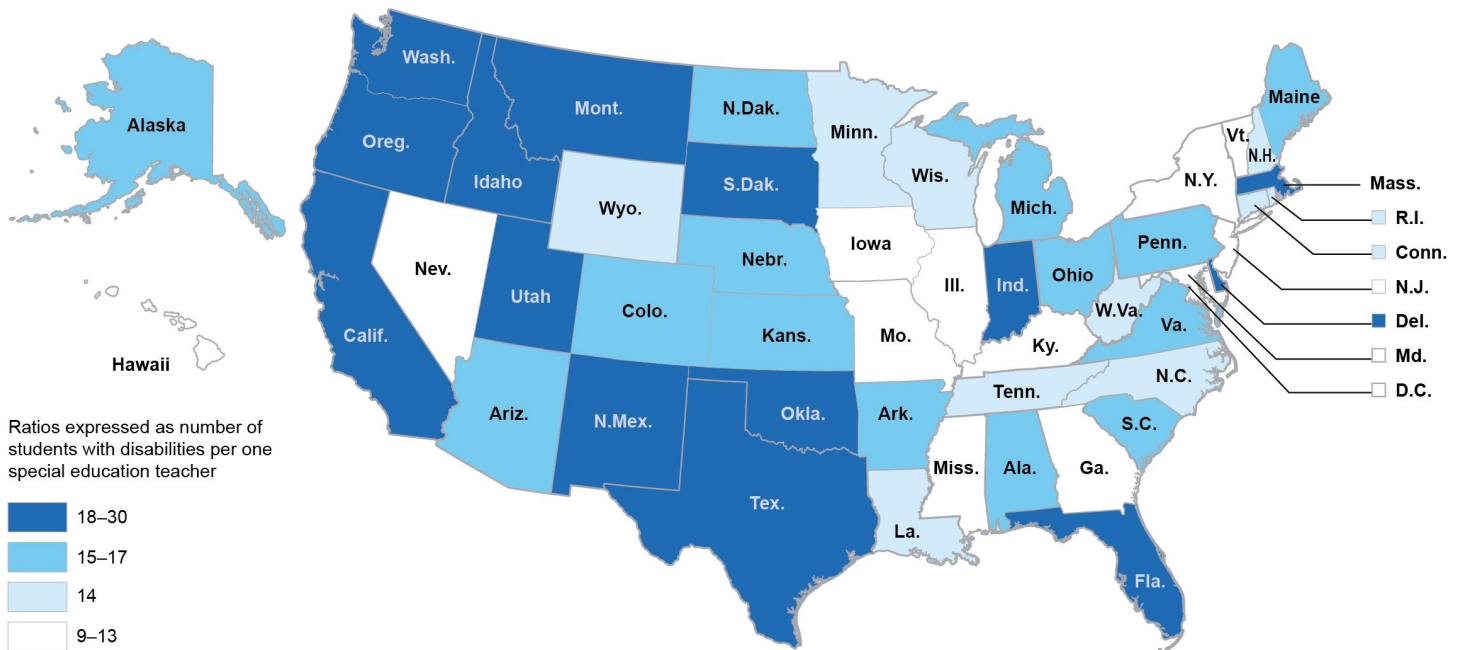 Wash.
Mont.
N.Dak.
Minn.
Maine
Alaska
Oreg.
Idaho
S.Dak.
Wis.
Vt.
N.H.
Mich.
N.Y.
Mass.
Wyo.
R.I.
Nev.
Nebr.
Iowa
Penn.
Conn.
Utah
Colo.
Ill.
Ind.
Ohio
N.J.
Calif.
Kans.
Mo.
W.Va.
Va.
Del.
Hawaii
Ky.
Md.
Ariz.
N.Mex.
Okla.
Ark.
Tenn.
N.C.
D.C.
S.C.
Tex.
Miss.
Ala.
Ga.
La.
Fla.
Ratios expressed as number of
students with disabilities per one
special education teacher
18–30
15–17
14
9–13